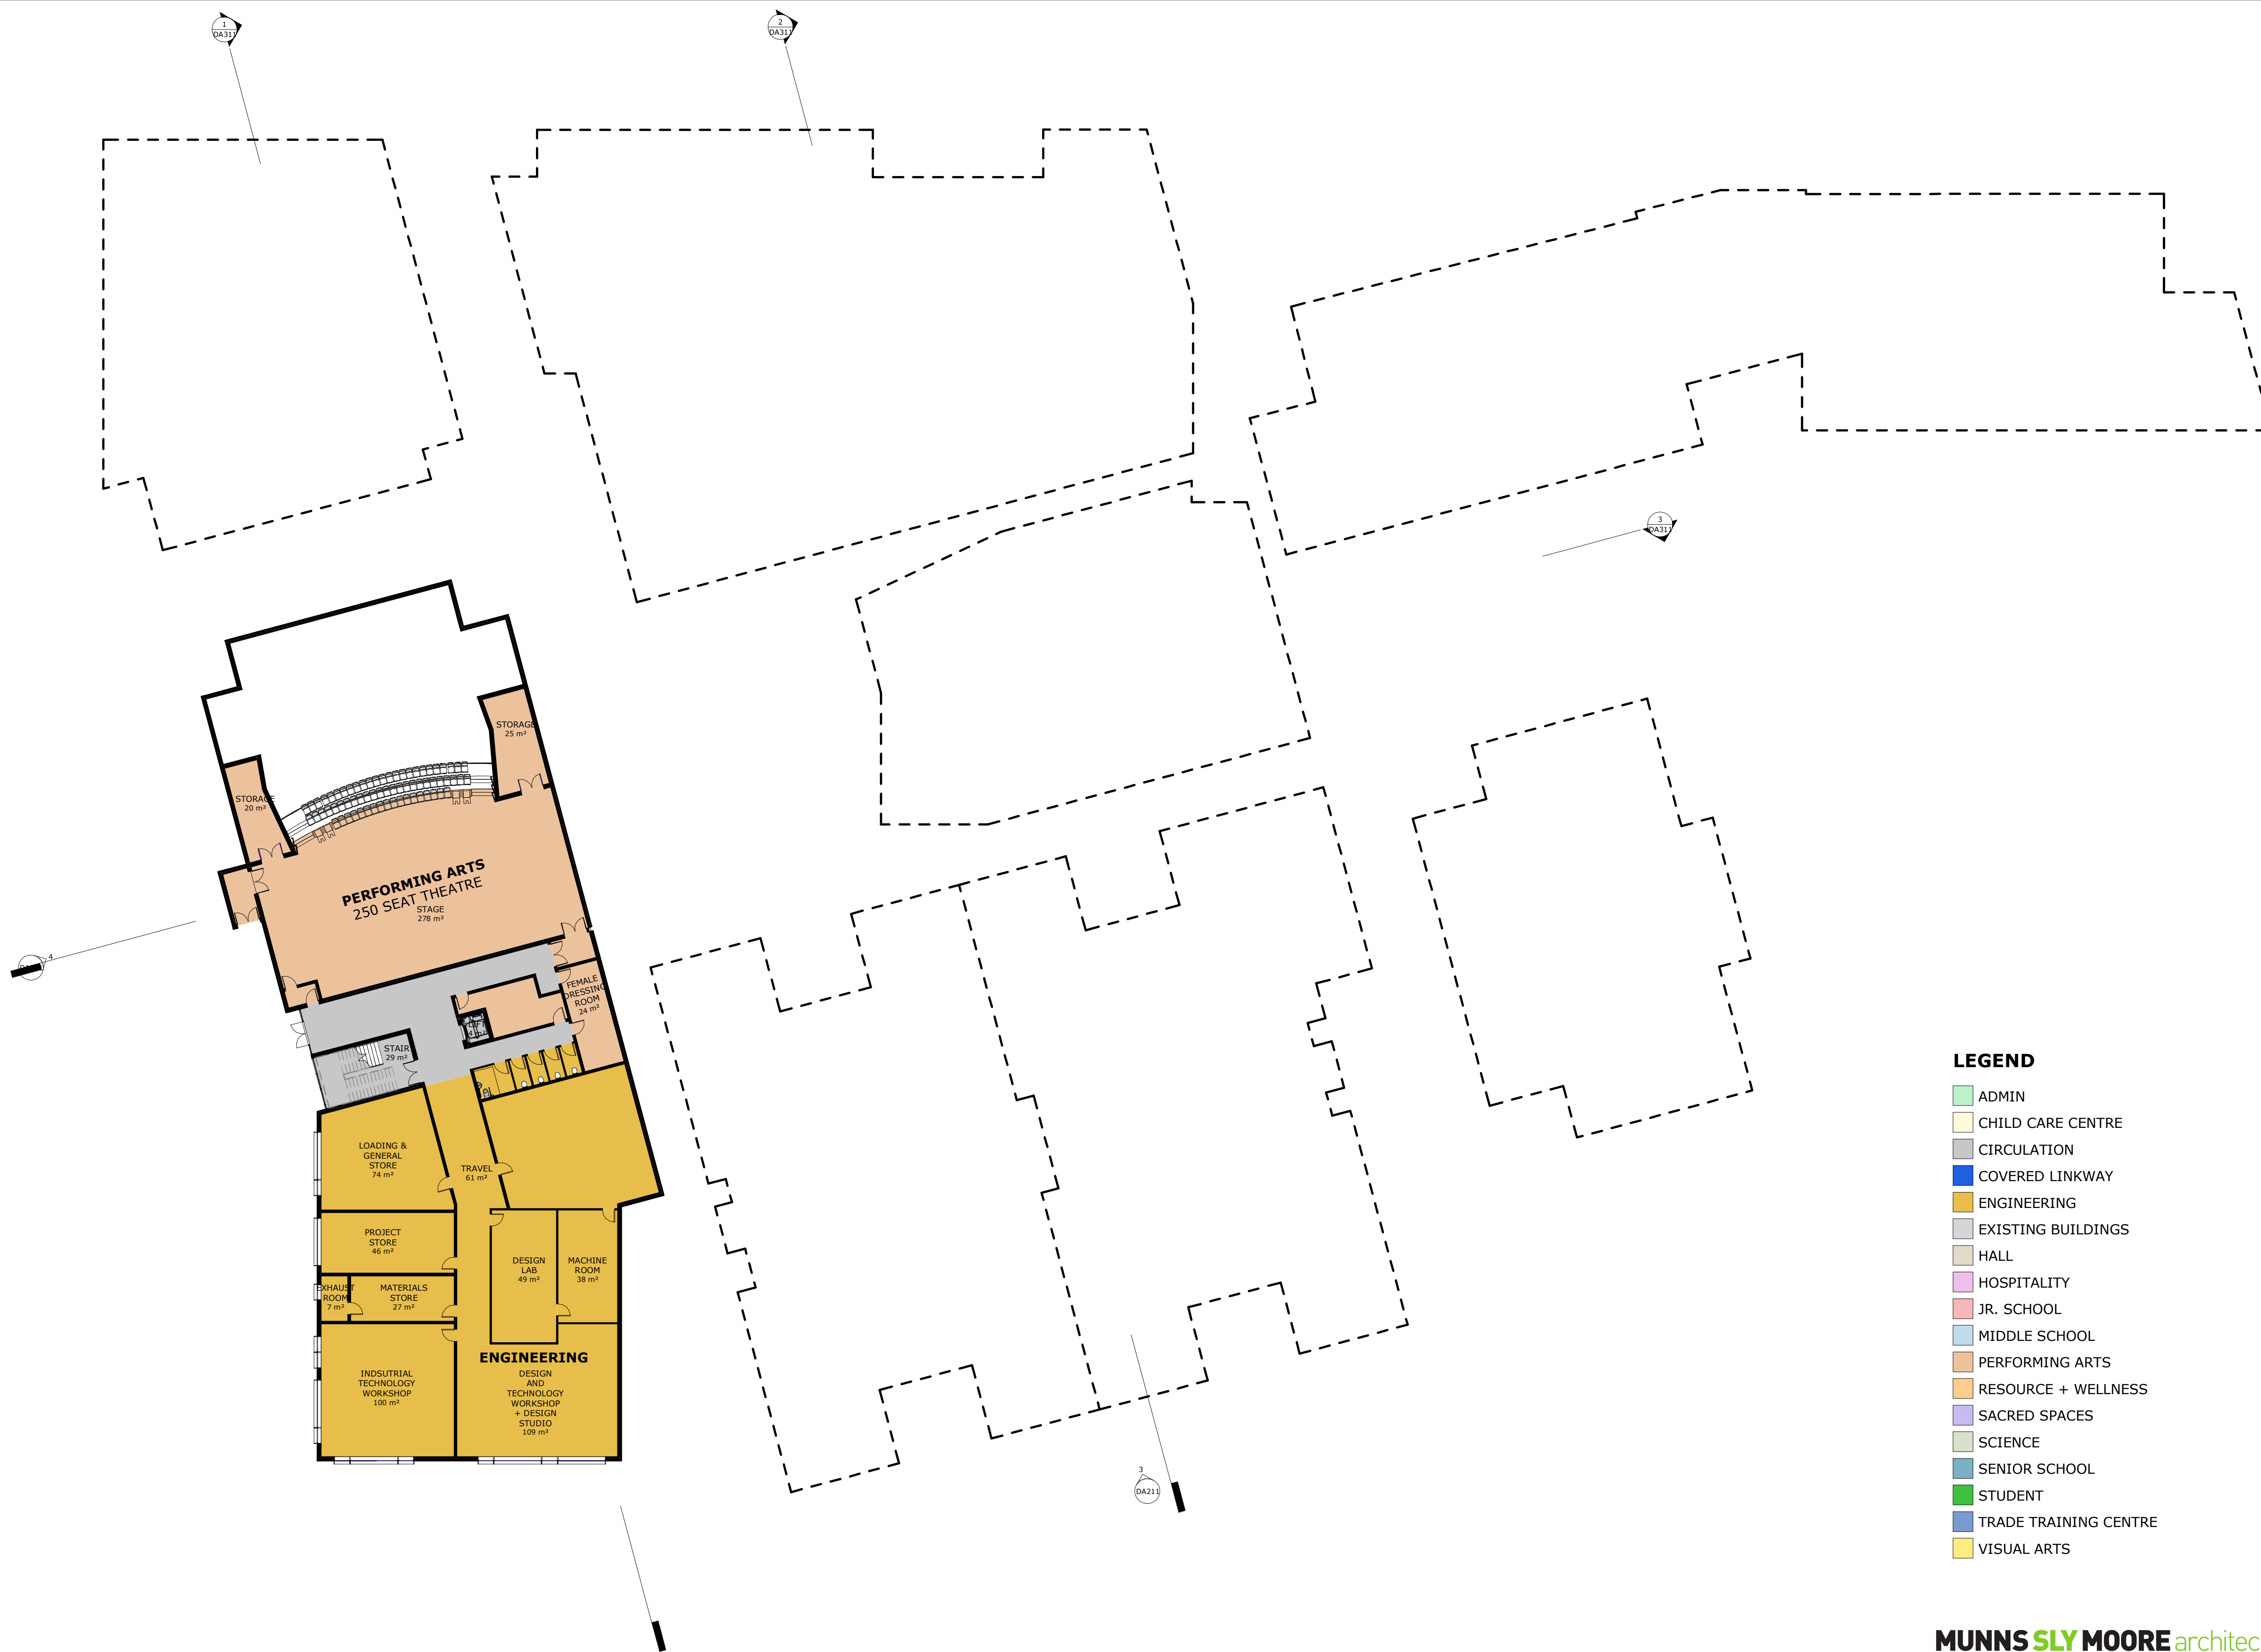 1
DA311
2
DA311
3
DA311
STORAGE
25 m²
STORAGE
20 m²
PERFORMING ARTS
250 SEAT THEATRE
STAGE
278 m²
4
FEMALE
DRESSING
ROOM
24 m²
STAIR
29 m²
LOADING &
GENERAL
STORE
74 m²
TRAVEL
61 m²
PROJECT
STORE
46 m²
DESIGN
LAB
49 m²
MACHINE
ROOM
38 m²
EXHAUST
ROOM
7 m²
MATERIALS
STORE
27 m²
ENGINEERING
INDSUTRIAL
TECHNOLOGY
WORKSHOP
100 m²
DESIGN
AND
TECHNOLOGY
WORKSHOP
+ DESIGN
STUDIO
109 m²
3
DA211
LEGEND
ADMIN
CHILD CARE CENTRE
CIRCULATION
COVERED LINKWAY
ENGINEERING
EXISTING BUILDINGS
HALL
HOSPITALITY
JR. SCHOOL
MIDDLE SCHOOL
PERFORMING ARTS
RESOURCE + WELLNESS
SACRED SPACES
SCIENCE
SENIOR SCHOOL
STUDENT
TRADE TRAINING CENTRE
VISUAL ARTS
MUNNS SLY MOORE architec